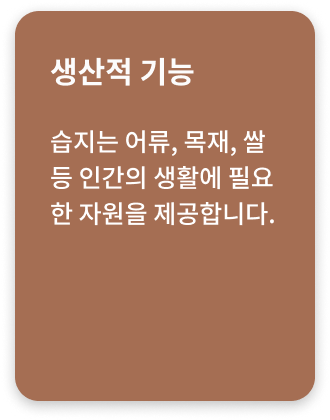 생산적 기능
습지는 어류, 목재, 쌀
등 인간의 생활에 필요
한 자원을 제공합니다.